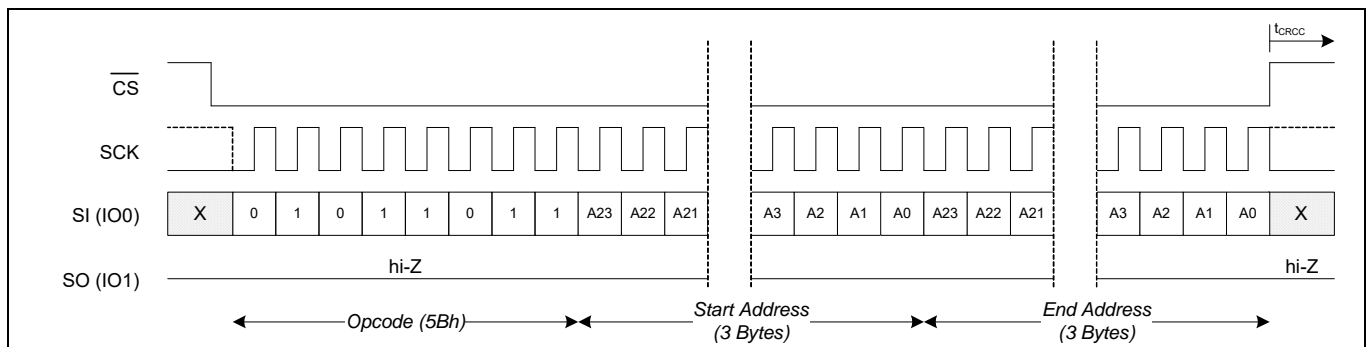 tCRCC
CS
SCK
SI (IO0) X 0 1 0 1 1 0 1 1 A23 A22 A21 A3 A2 A1 A0 A23 A22 A21 A3 A2 A1 A0 X
hi-Z hi-Z
SO (IO1)
Opcode (5Bh) Start Address End Address
(3 Bytes) (3 Bytes)